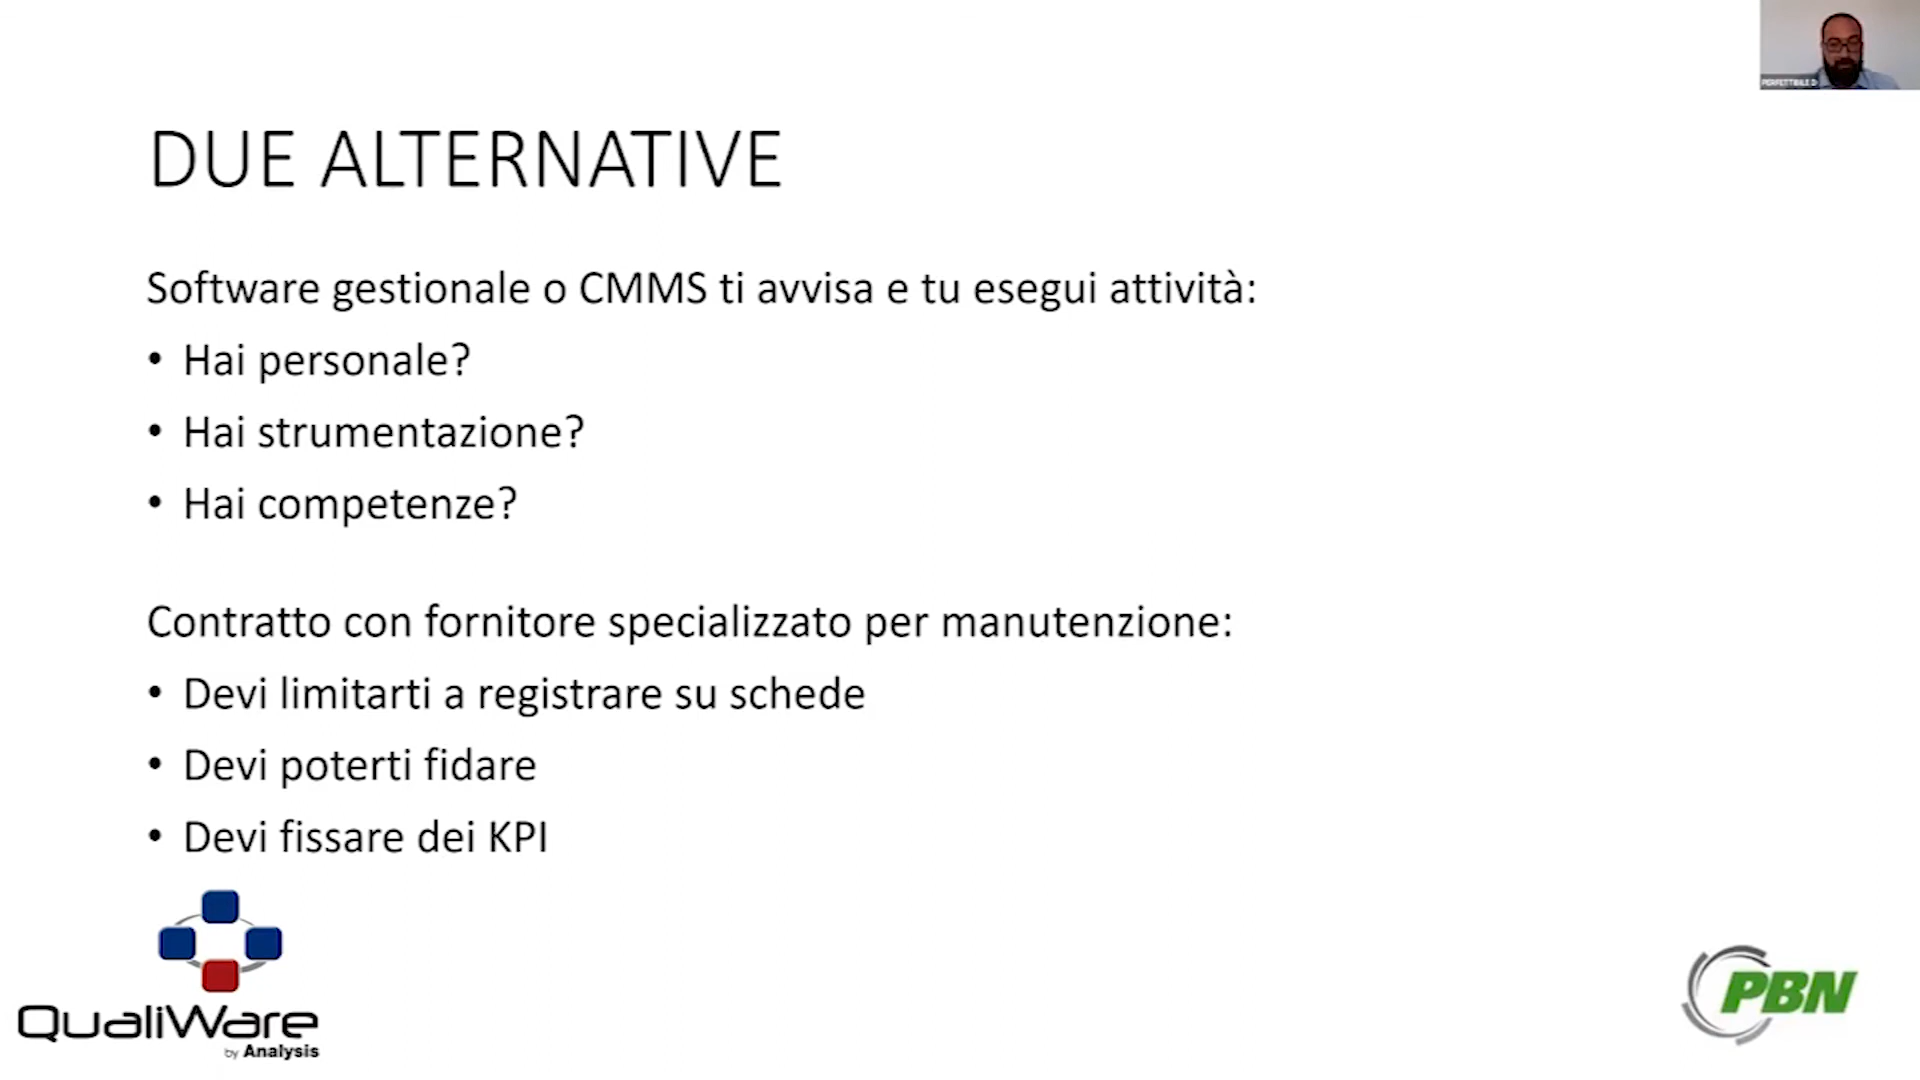 PERFETTIBILE D
DUE ALTERNATIVE
Software gestionale o CMMS ti avvisa e tu esegui attività:
• Hai personale?
• Hai strumentazione?
• Hai competenze?
Contratto con fornitore specializzato per manutenzione:
• Devi limitarti a registrare su schede
• Devi poterti fidare
• Devi fissare dei KPI
QualiWare
by Analysis
PBN